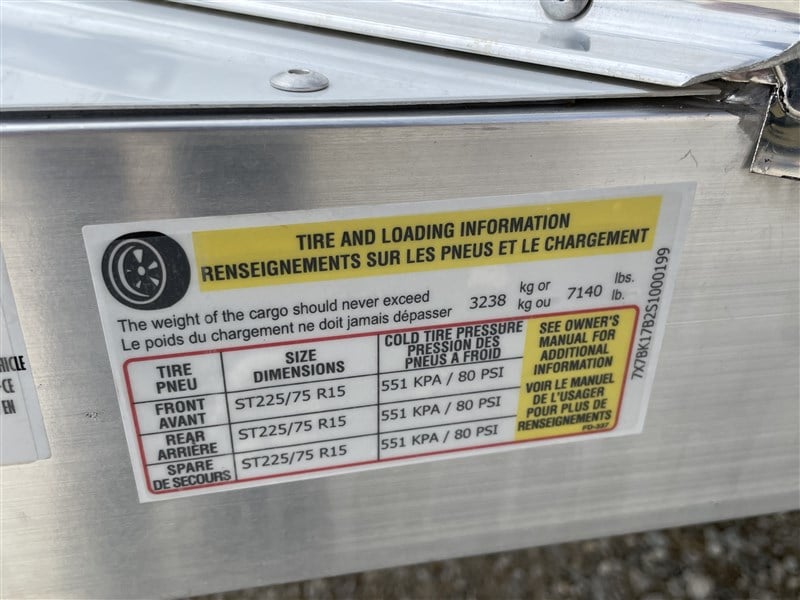 TIRE AND LOADING INFORMATION
RENSEIGNEMENTS SUR LES PNEUS ET LE CHARGEMENT
The weight of the cargo should never exceed 3238 kg or 7140 lbs.
Le poids du chargement ne doit jamais dépasser kg ou lb.
TIRE PNEU
SIZE DIMENSIONS
COLD TIRE PRESSURE
PRESSION DES
PNEUS A FROID
FRONT AVANT ST225/75 R15 551 KPA / 80 PSI
REAR ARRIÈRE ST225/75 R15 551 KPA / 80 PSI
SPARE DE SECOURS ST225/75 R15 551 KPA / 80 PSI
SEE OWNER'S
MANUAL FOR
ADDITIONAL
INFORMATION
VOIR LE MANUEL
DE L'USAGER
POUR PLUS DE
RENSEIGNEMENTS
7X7BK17B2S1000199
EN